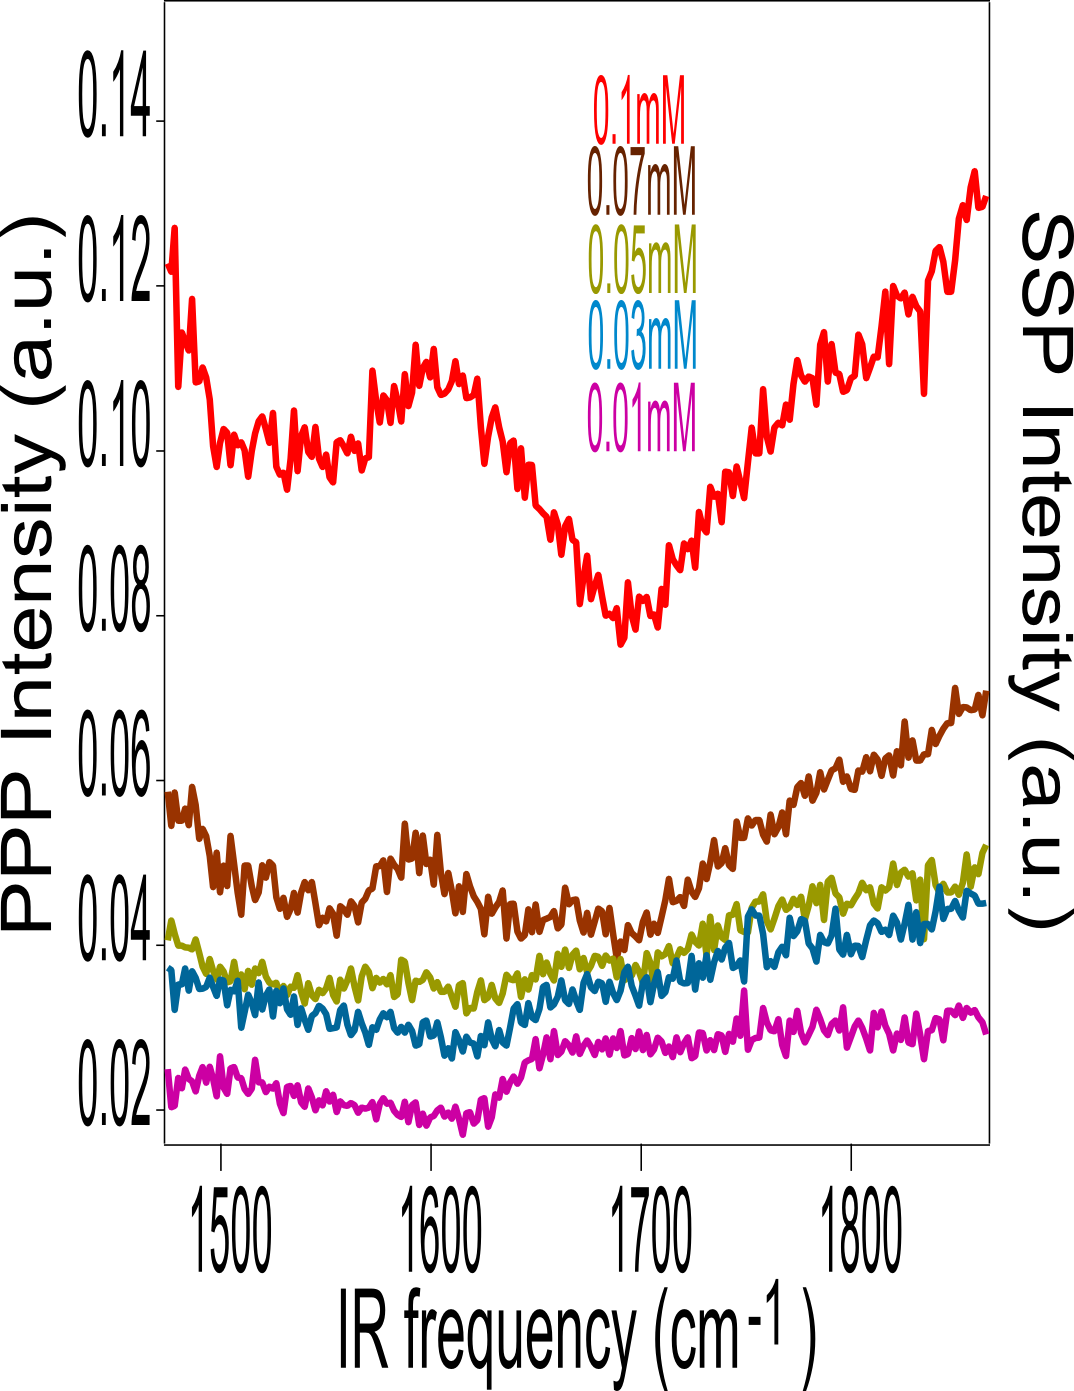 0.14
0.12
0.10
0.08
0.06
0.04
0.02
PPP Intensity (a.u.)
0.1mM
0.07mM
0.05mM
0.03mM
0.01mM
SSP Intensity (a.u.)
1500 1600 1700 1800
IR frequency (cm⁻¹)